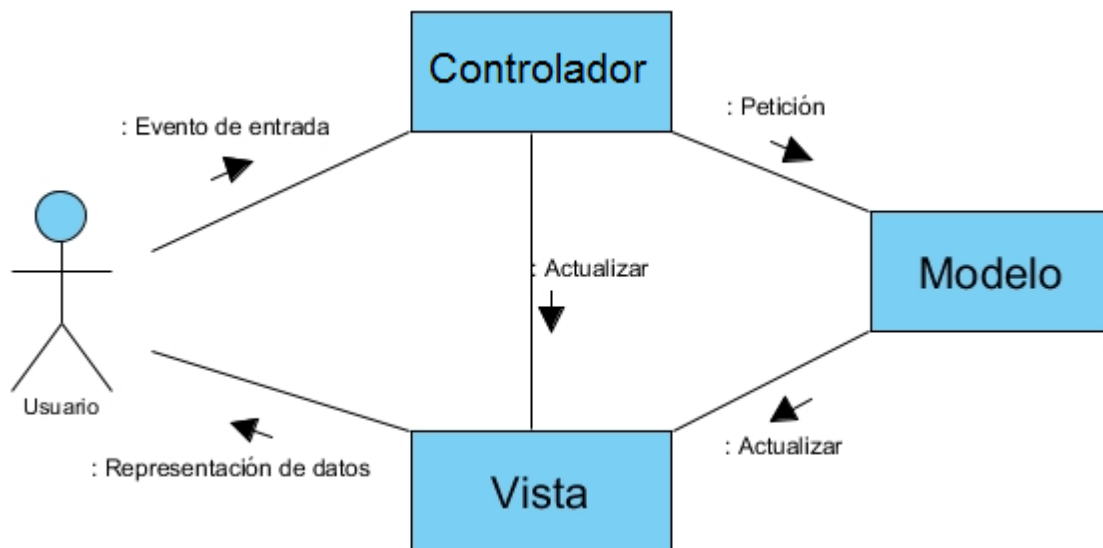 Controlador
: Evento de entrada
: Petición
: Actualizar
Modelo
Usuario
: Representación de datos
: Actualizar
Vista